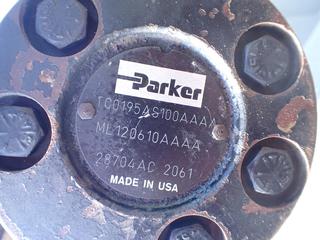 Parker
TC0195AS100AAAA
ML120610AAAA
28704AC 2061
MADE IN USA